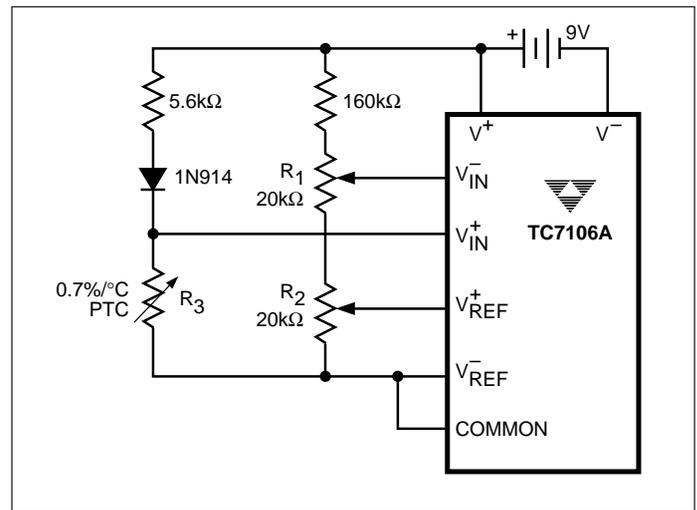 + 9V
5.6kΩ
160kΩ
V⁺ V⁻
1N914
R₁
20kΩ
V⁻IN
TC7106A
V⁺IN
0.7%/°C
PTC
R₃
R₂
20kΩ
V⁺REF
V⁻REF
COMMON